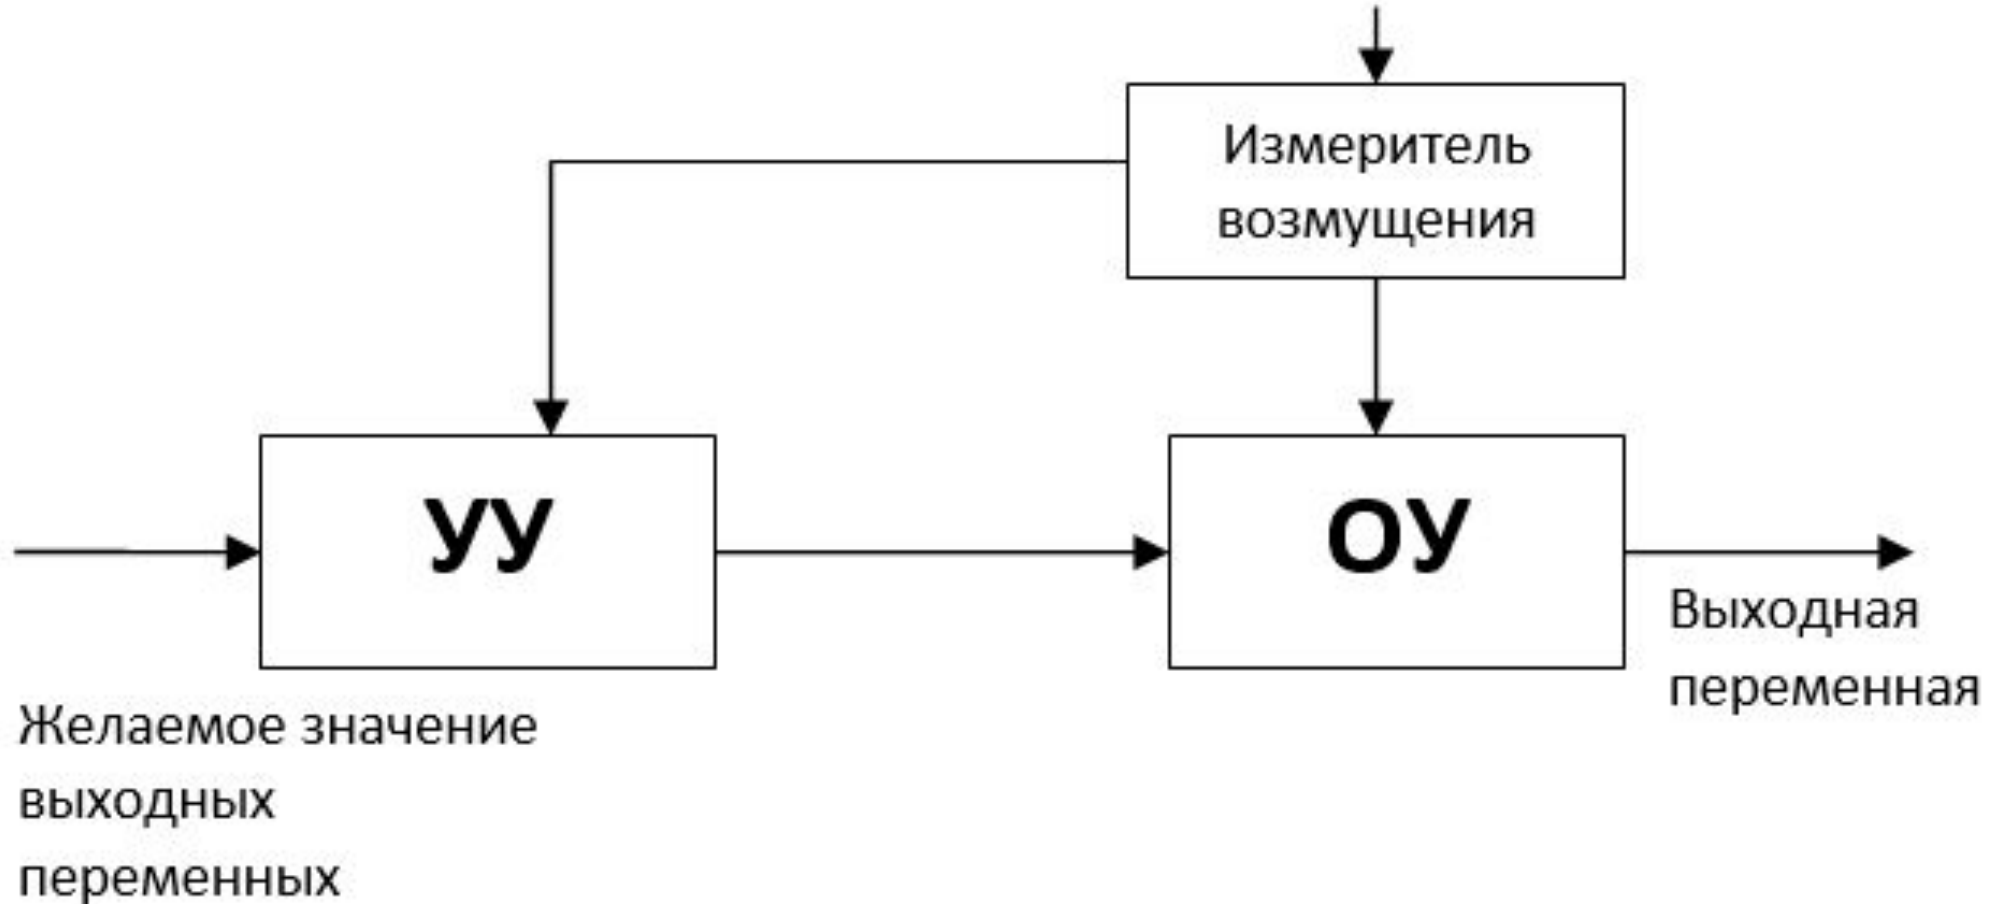 Измеритель
возмущения
УУ
ОУ
Выходная
переменная
Желаемое значение
выходных
переменных